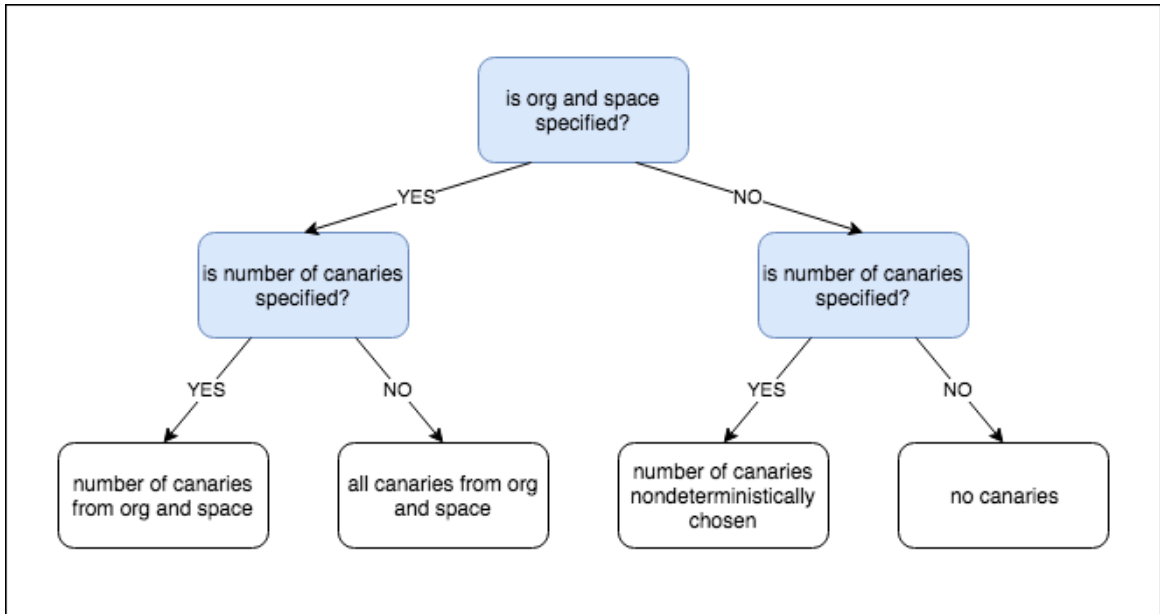 is org and space
specified?
YES
NO
is number of canaries
specified?
is number of canaries
specified?
YES
NO
YES
NO
number of canaries
from org and space
all canaries from org
and space
number of canaries
nondeterministically
chosen
no canaries